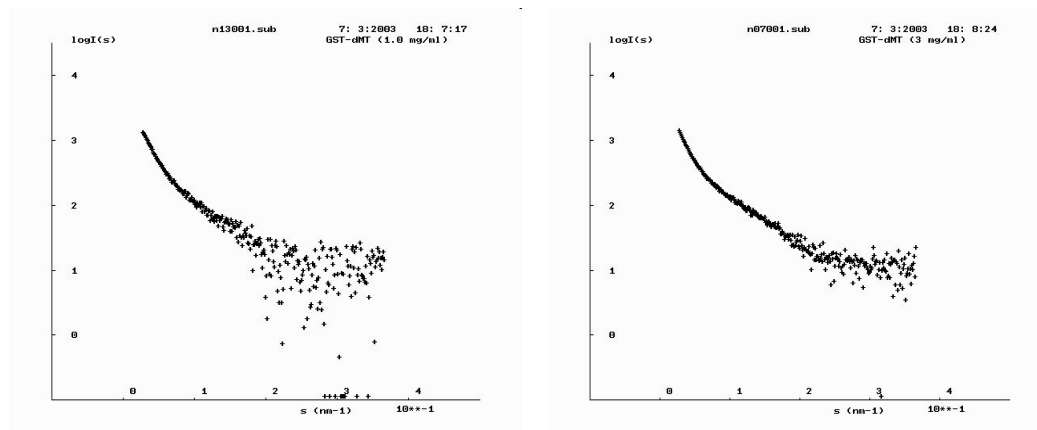 n13001.sub 7: 3:2003 18: 7:17
logI(s) GST-dMT (1.0 mg/ml)
4
3
2
1
0
0 1 2 3 4
s (nm-1) 10**-1
n07001.sub 7: 3:2003 18: 8:24
logI(s) GST-dMT (3 mg/ml)
4
3
2
1
0
0 1 2 3 4
s (nm-1) 10**-1